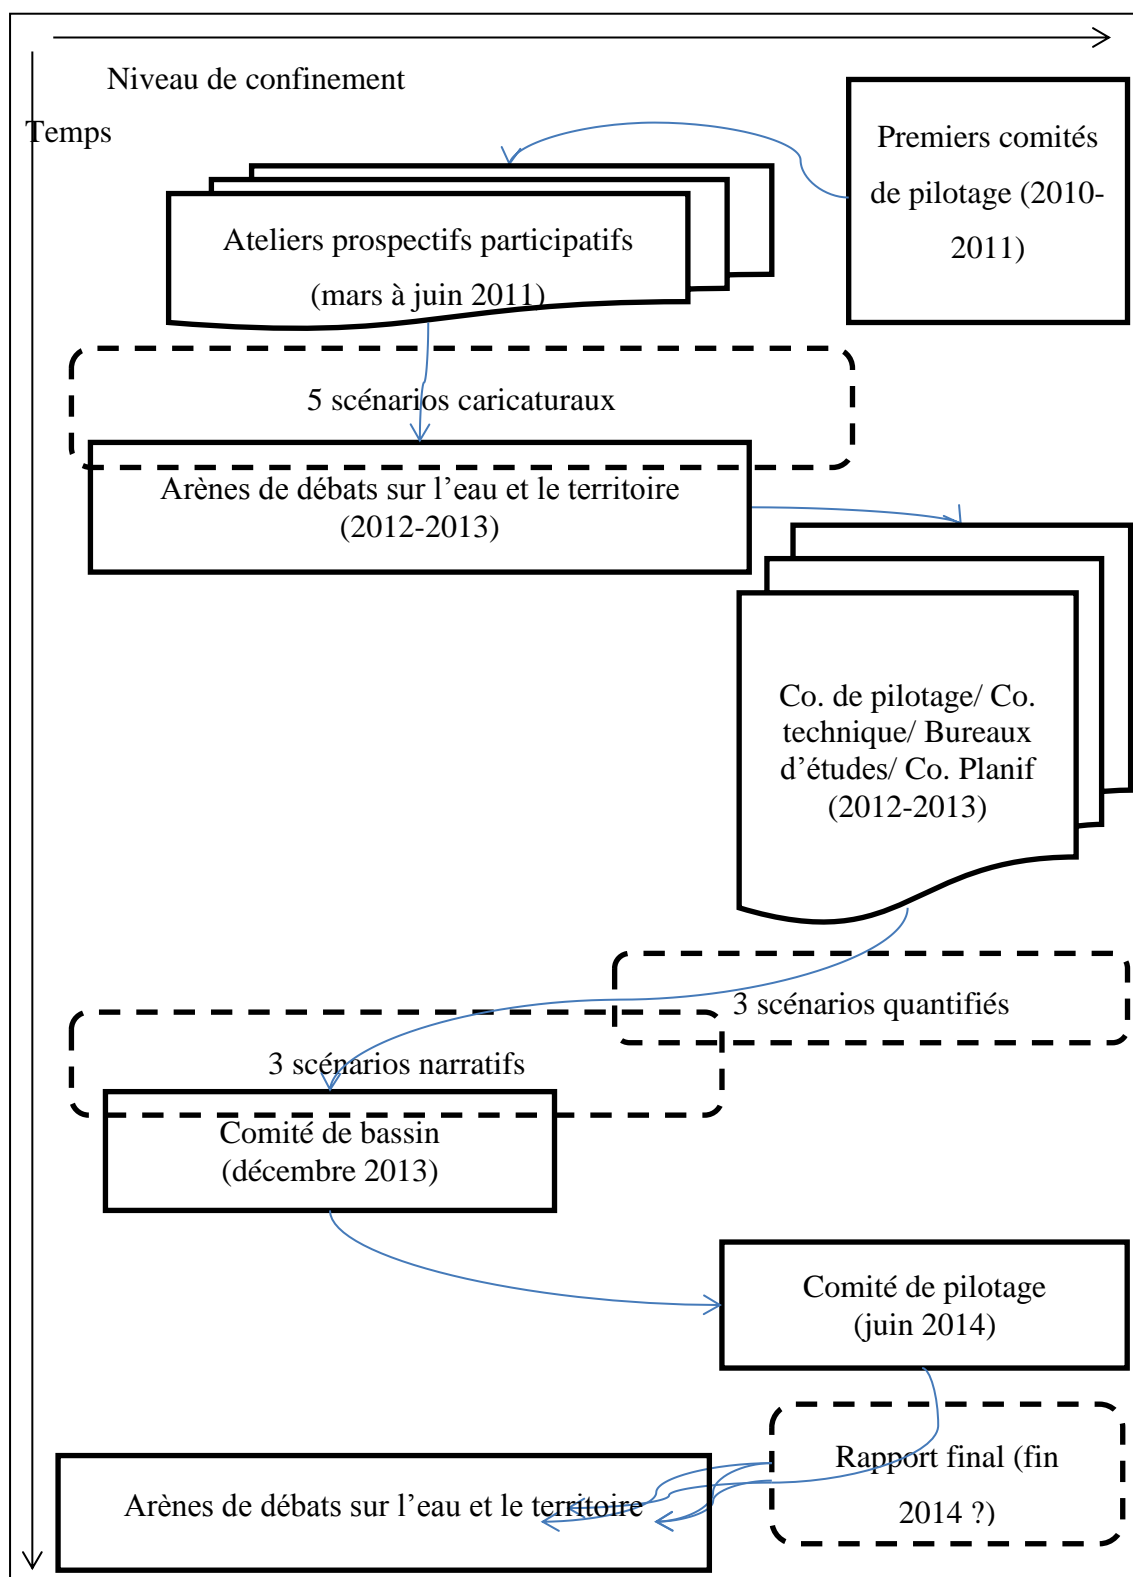 Niveau de confinement
Temps
Premiers comités
de pilotage (2010-
2011)
Ateliers prospectifs participatifs
(mars à juin 2011)
5 scénarios caricaturaux
Arènes de débats sur l’eau et le territoire
(2012-2013)
Co. de pilotage/ Co.
technique/ Bureaux
d’études/ Co. Planif
(2012-2013)
3 scénarios quantifiés
3 scénarios narratifs
Comité de bassin
(décembre 2013)
Comité de pilotage
(juin 2014)
Rapport final (fin
2014 ?)
Arènes de débats sur l’eau et le territoire